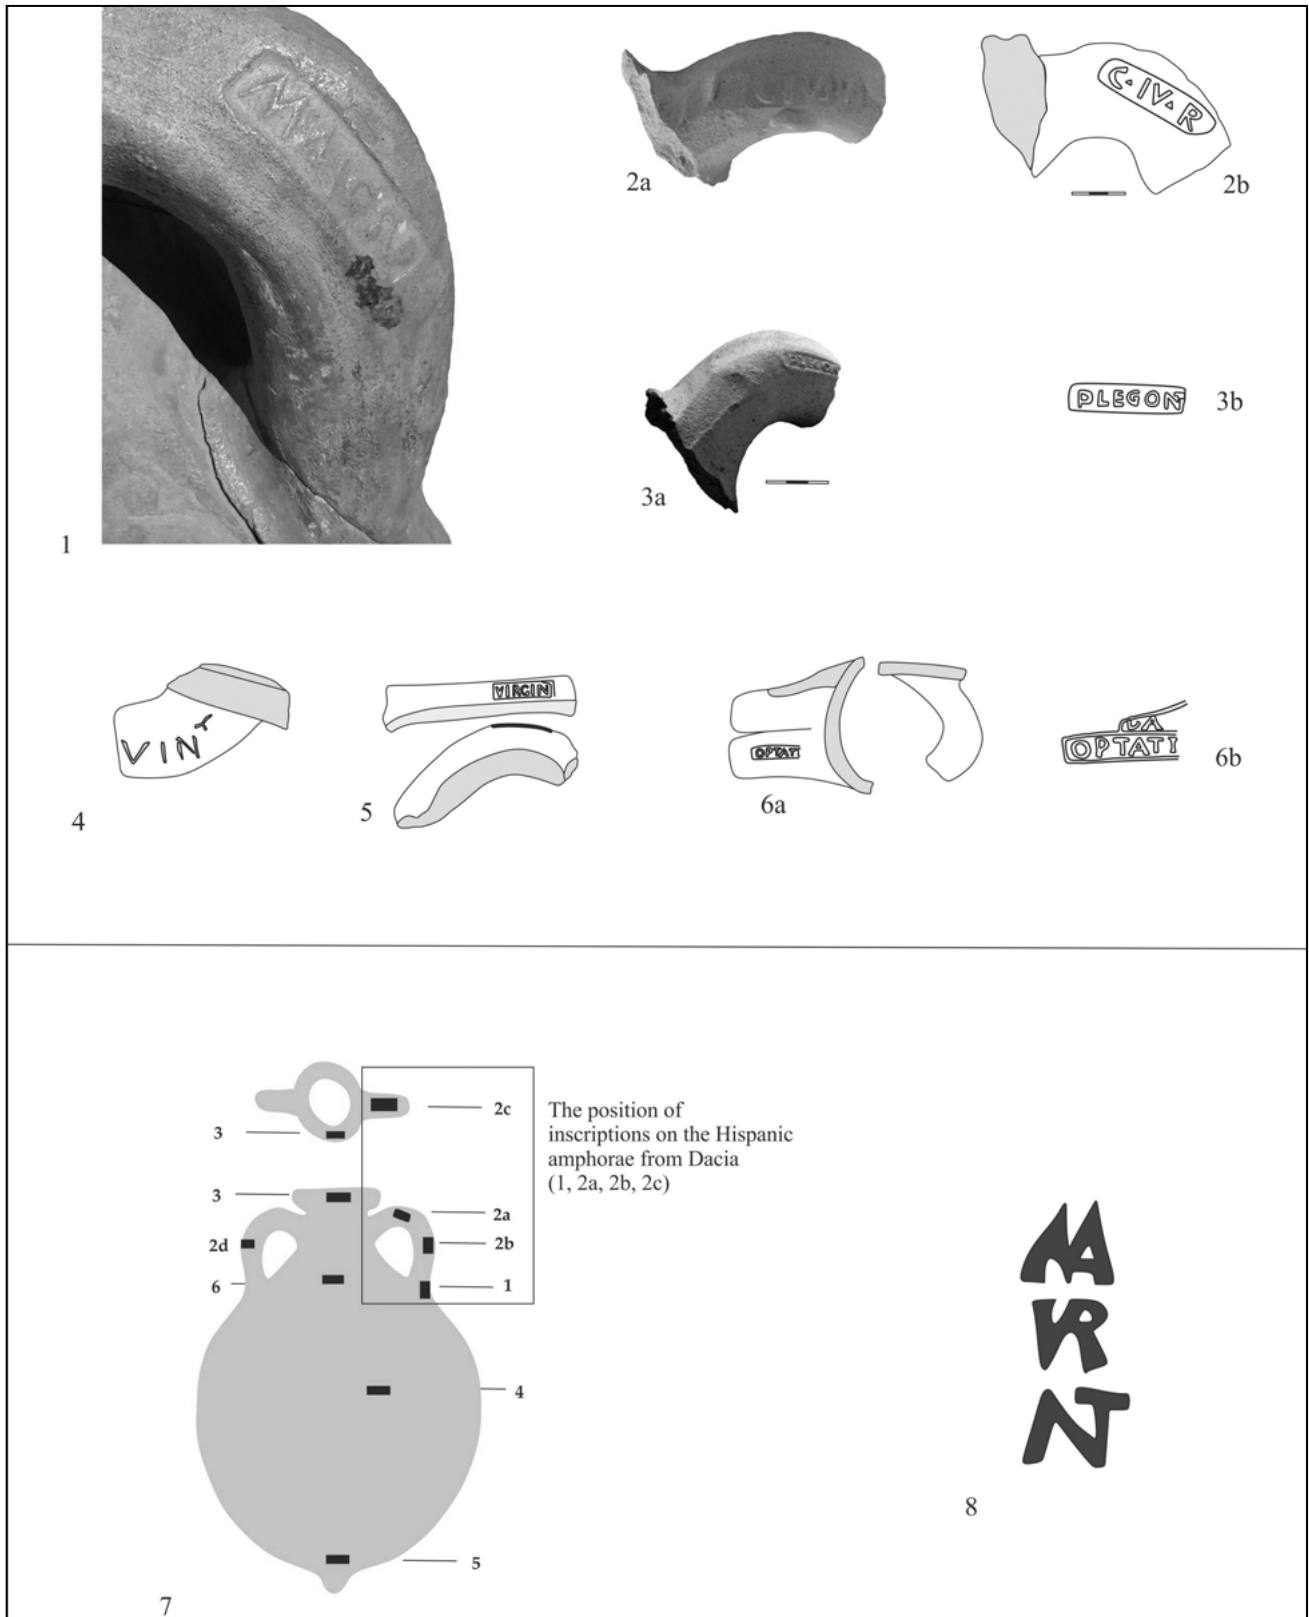 2a
C▵IV▵R
2b
PLEGONT
3b
3a
1
VIN
4
VIRGIN
5
OPTATI
6a
OPTATI
6b
2c
3
3
2a
2d
2b
6
1
The position of
inscriptions on the Hispanic
amphorae from Dacia
(1, 2a, 2b, 2c)
4
5
7
8